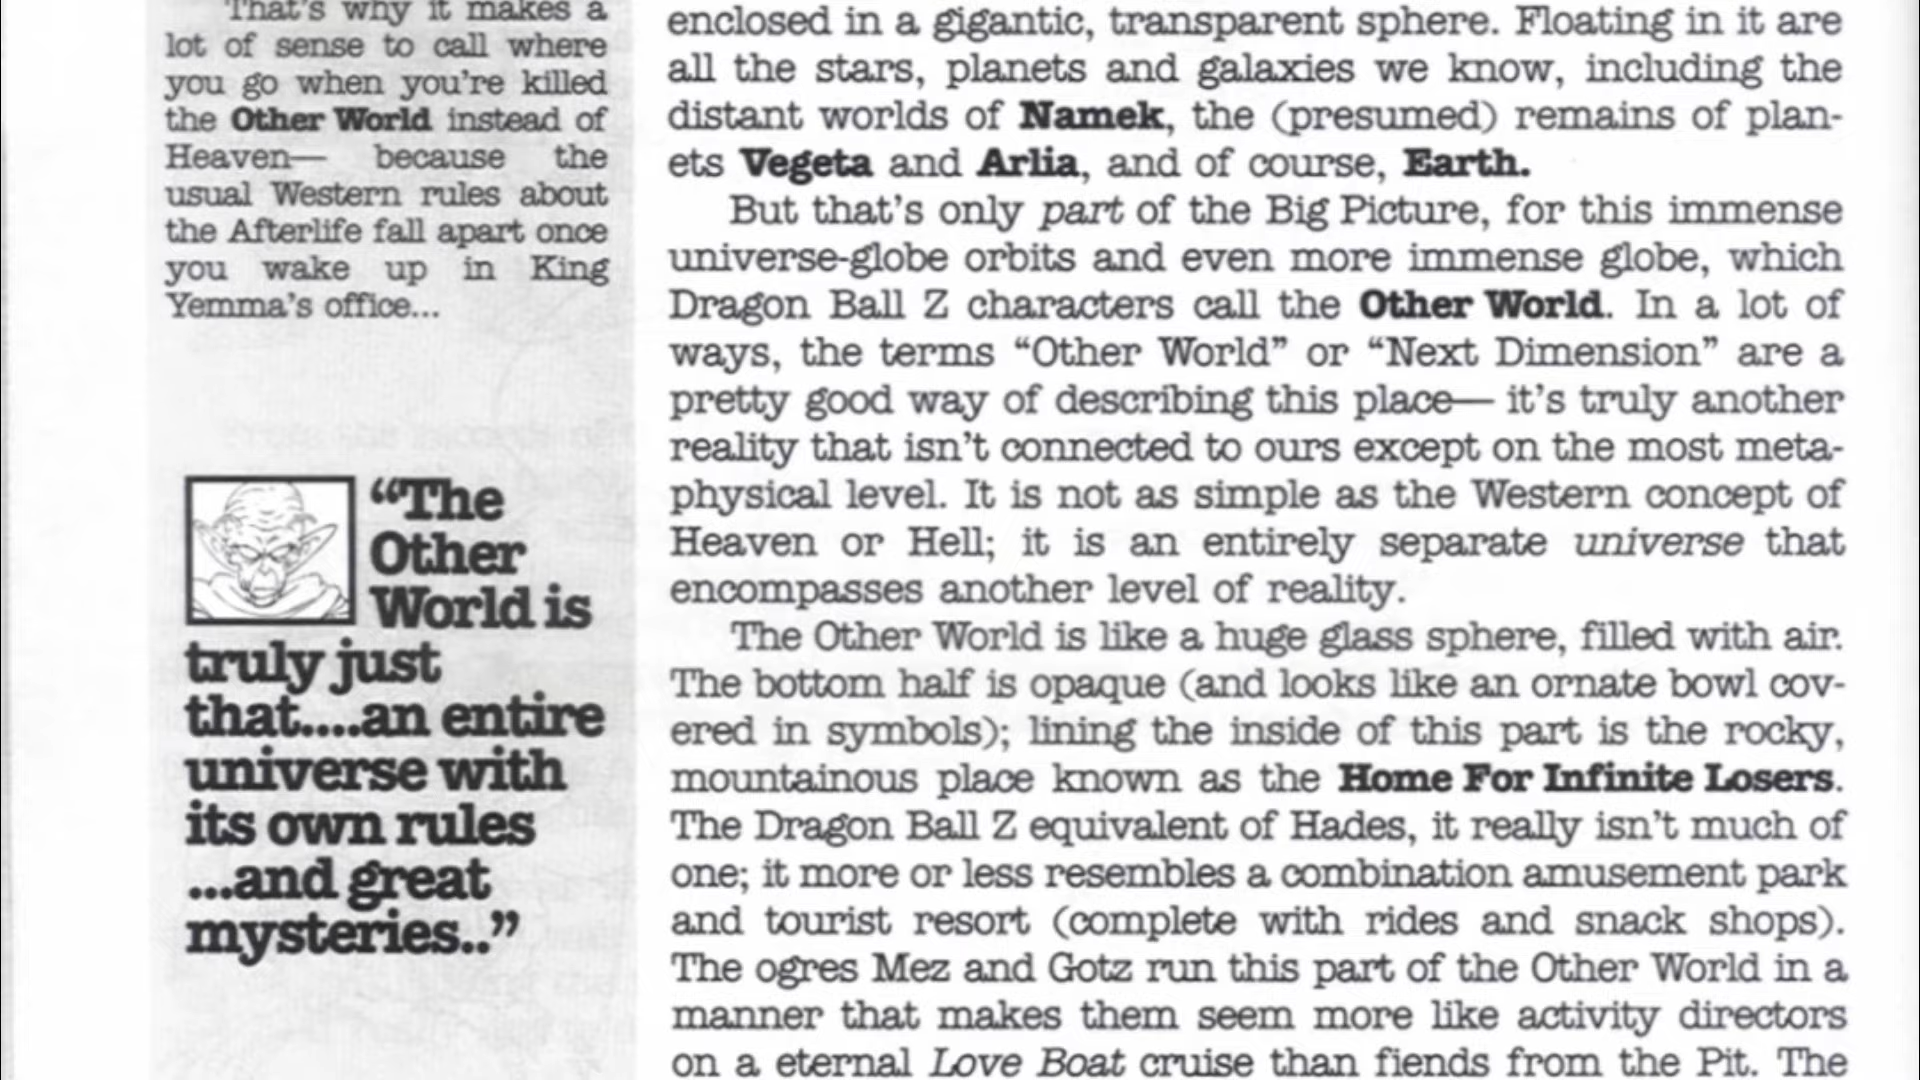 That's why it makes a
lot of sense to call where
you go when you're killed
the Other World instead of
Heaven— because the
usual Western rules about
the Afterlife fall apart once
you wake up in King
Yemma's office...
“The
Other
World is
truly just
that....an entire
universe with
its own rules
...and great
mysteries..”
enclosed in a gigantic, transparent sphere. Floating in it are
all the stars, planets and galaxies we know, including the
distant worlds of Namek, the (presumed) remains of plan-
ets Vegeta and Arlia, and of course, Earth.
But that's only part of the Big Picture, for this immense
universe-globe orbits and even more immense globe, which
Dragon Ball Z characters call the Other World. In a lot of
ways, the terms “Other World” or “Next Dimension” are a
pretty good way of describing this place— it's truly another
reality that isn't connected to ours except on the most meta-
physical level. It is not as simple as the Western concept of
Heaven or Hell; it is an entirely separate universe that
encompasses another level of reality.
The Other World is like a huge glass sphere, filled with air.
The bottom half is opaque (and looks like an ornate bowl cov-
ered in symbols); lining the inside of this part is the rocky,
mountainous place known as the Home For Infinite Losers.
The Dragon Ball Z equivalent of Hades, it really isn't much of
one; it more or less resembles a combination amusement park
and tourist resort (complete with rides and snack shops).
The ogres Mez and Gotz run this part of the Other World in a
manner that makes them seem more like activity directors
on a eternal Love Boat cruise than fiends from the Pit. The